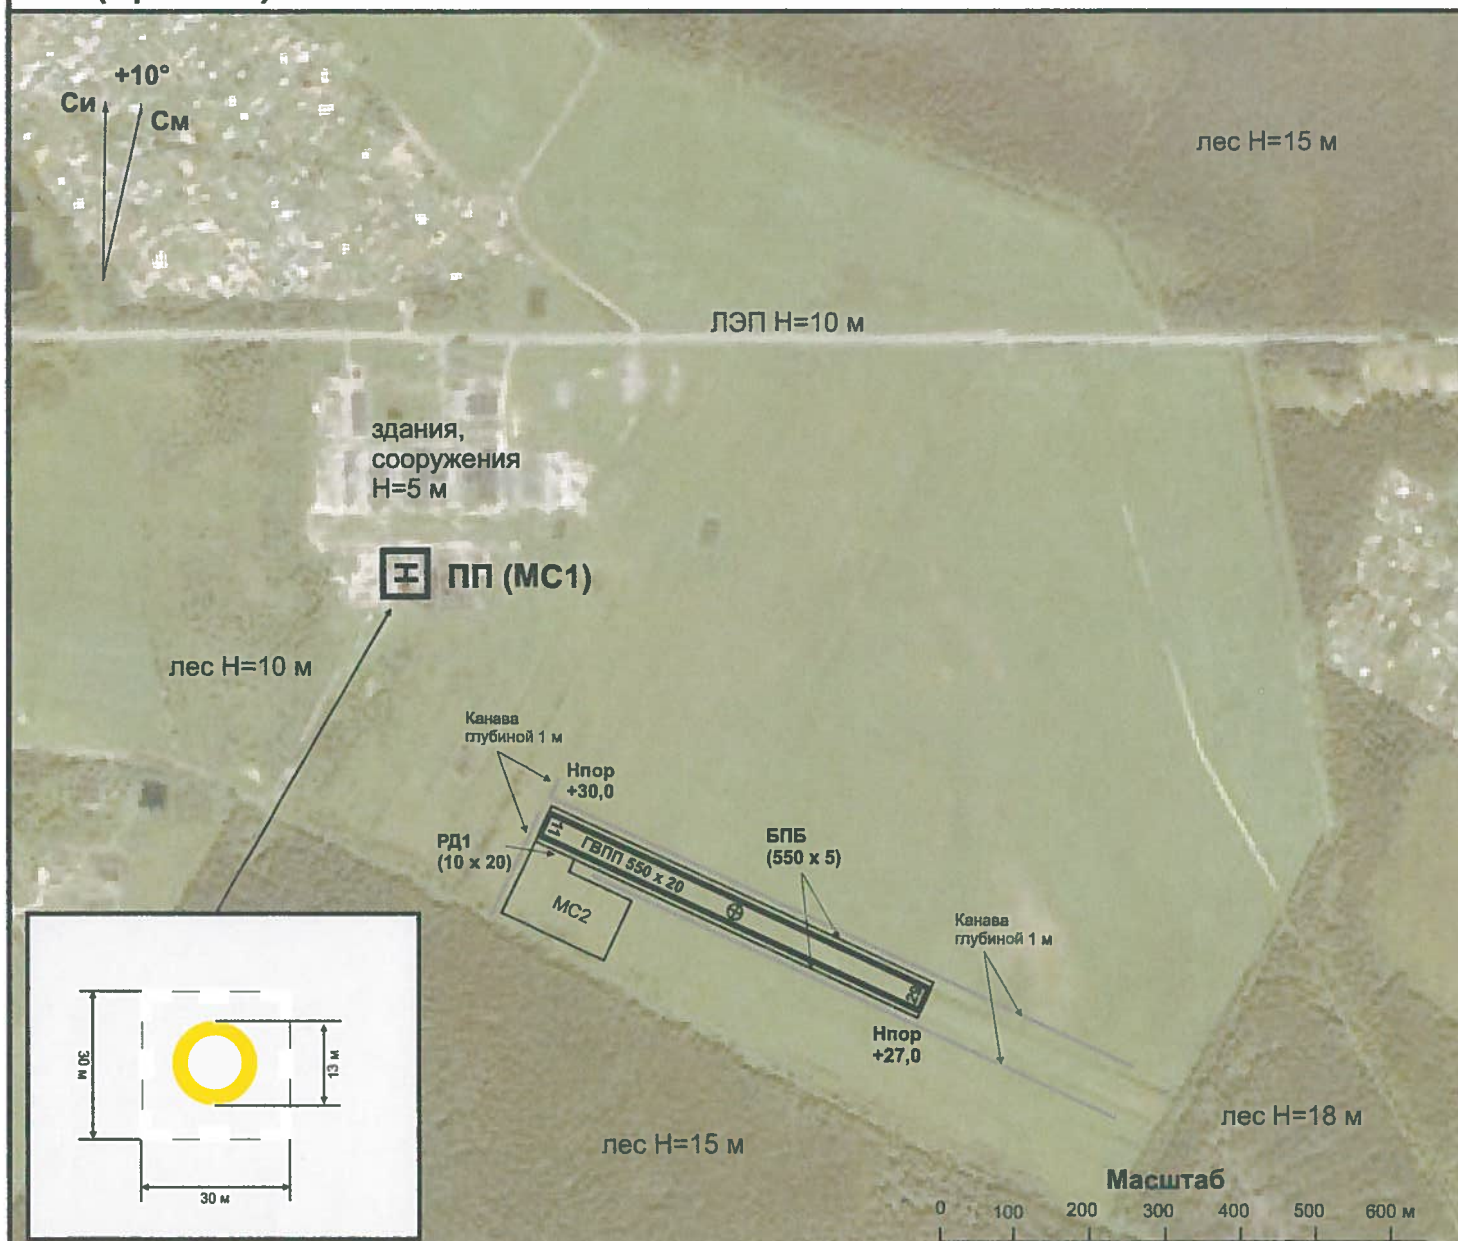 +10°
Си
См
лес Н=15 м
ЛЭП Н=10 м
здания,
сооружения
Н=5 м
Н
ПП (МС1)
лес Н=10 м
Канава
глубиной 1 м
Нпор
+30,0
РД1
(10 x 20)
11
ГВПП 550 x 20
БПБ
(550 x 5)
МС2
Канава
глубиной 1 м
29
Нпор
+27,0
30 м
13 м
30 м
лес Н=15 м
лес Н=18 м
Масштаб
0 100 200 300 400 500 600 м